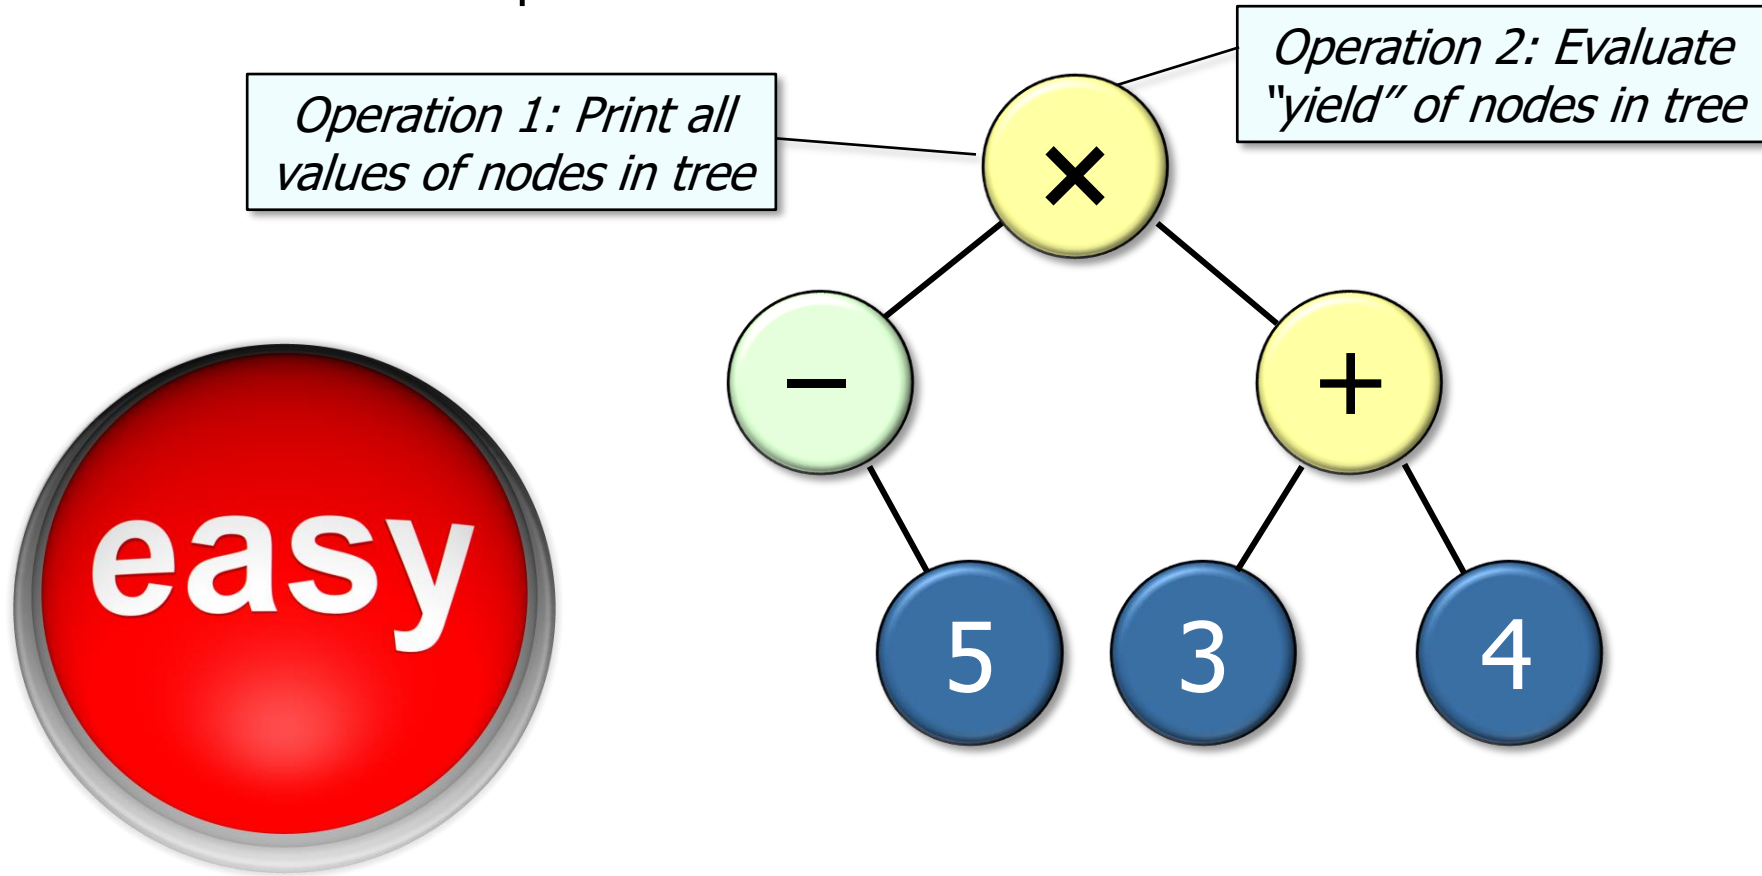 Operation 2: Evaluate
“yield” of nodes in tree
Operation 1: Print all
values of nodes in tree
×
−
+
easy
5
3
4